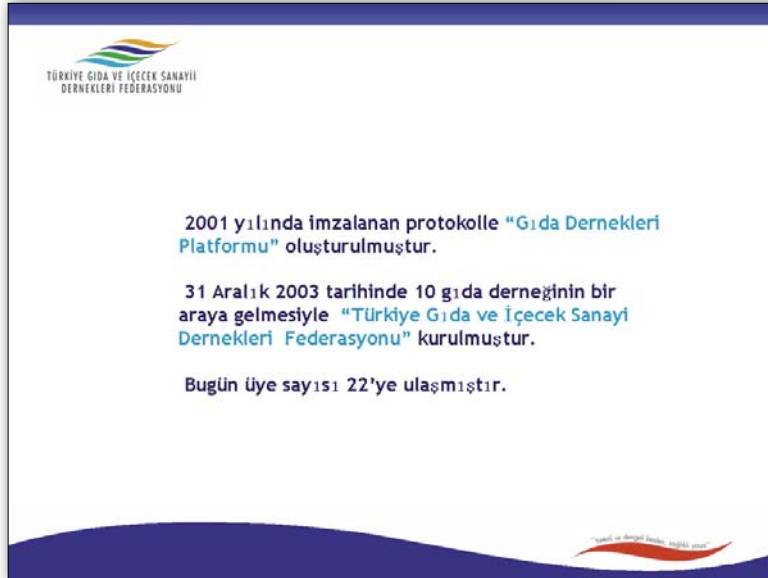 TÜRKİYE GIDA VE İÇECEK SANAYİİ
DERNEKLERİ FEDERASYONU
2001 yılında imzalanan protokolle “Gıda Dernekleri
Platformu” oluşturulmuştur.
31 Aralık 2003 tarihinde 10 gıda derneğinin bir
araya gelmesiyle “Türkiye Gıda ve İçecek Sanayi
Dernekleri Federasyonu” kurulmuştur.
Bugün üye sayısı 22’ye ulaşmıştır.